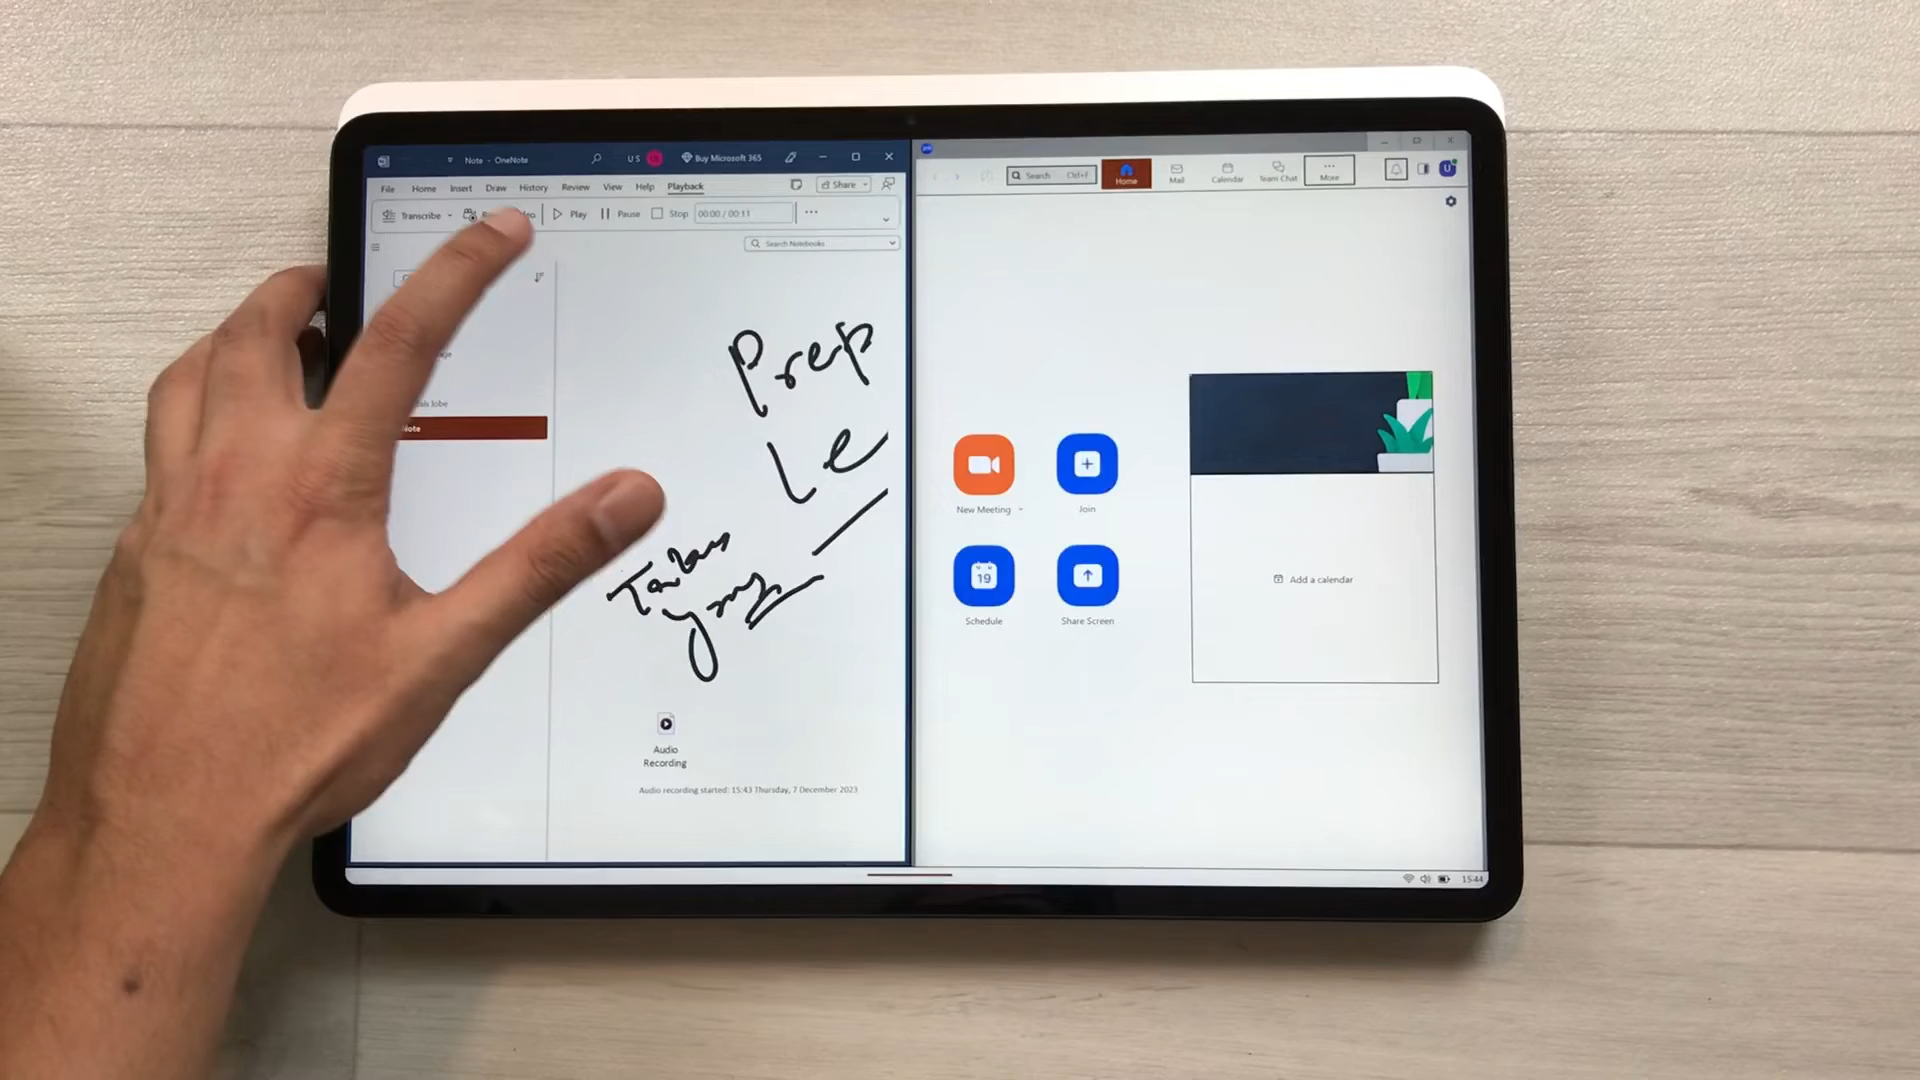 Note - OneNote
U S
Buy Microsoft 365
File Home Insert Draw History Review View Help Playback
Share
Transcribe
Play
Pause
Stop
00:00 / 00:11
Search Notebooks
Note
Prep
Le
Audio
Recording
Audio recording started: 15:43 Thursday, 7 December 2023
Search Ctrl+F
Home
Mail
Calendar
Team Chat
More
U
New Meeting
Join
19
Schedule
Share Screen
Add a calendar
15:44